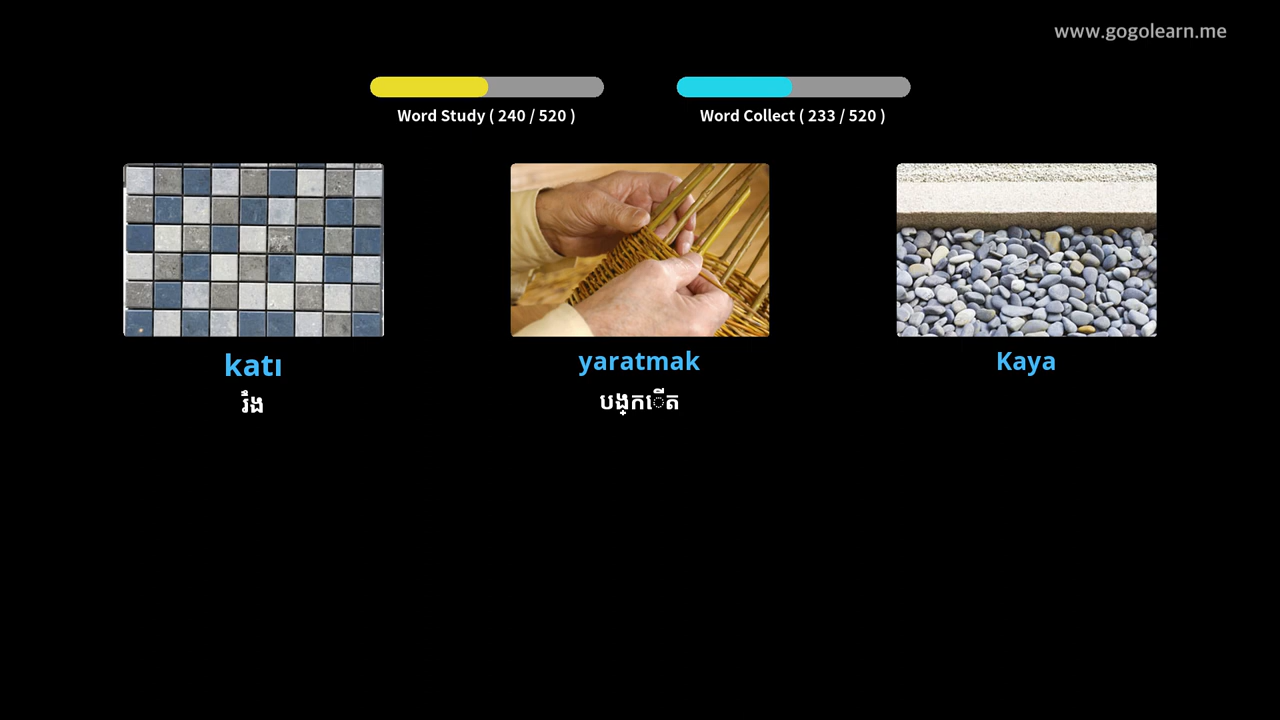 www.gogolearn.me
Word Study ( 240 / 520 )
Word Collect ( 233 / 520 )
katı
yaratmak
Kaya
រឹង
បង្កើត